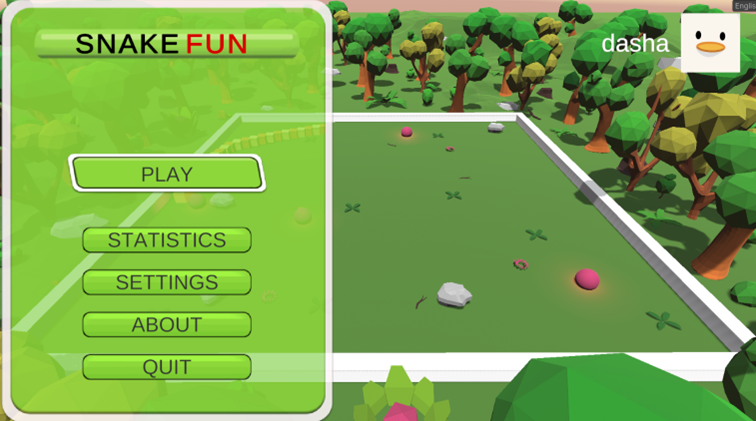 SNAKE FUN
dasha
PLAY
STATISTICS
SETTINGS
ABOUT
QUIT